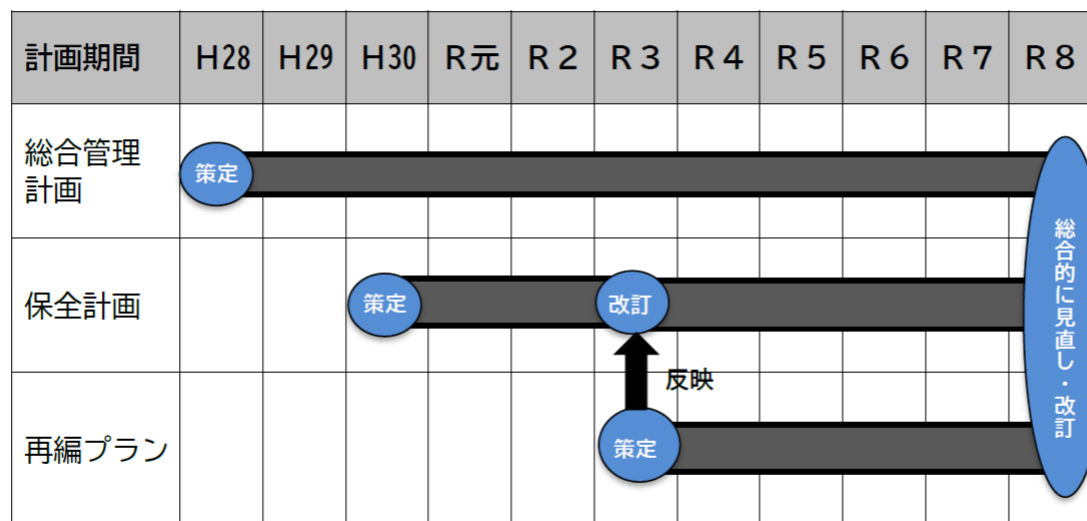 計画期間 H28 H29 H30 R元 R2 R3 R4 R5 R6 R7 R8
総合管理
計画
策定
保全計画
策定
改訂
反映
再編プラン
策定
総合的に見直し・改訂